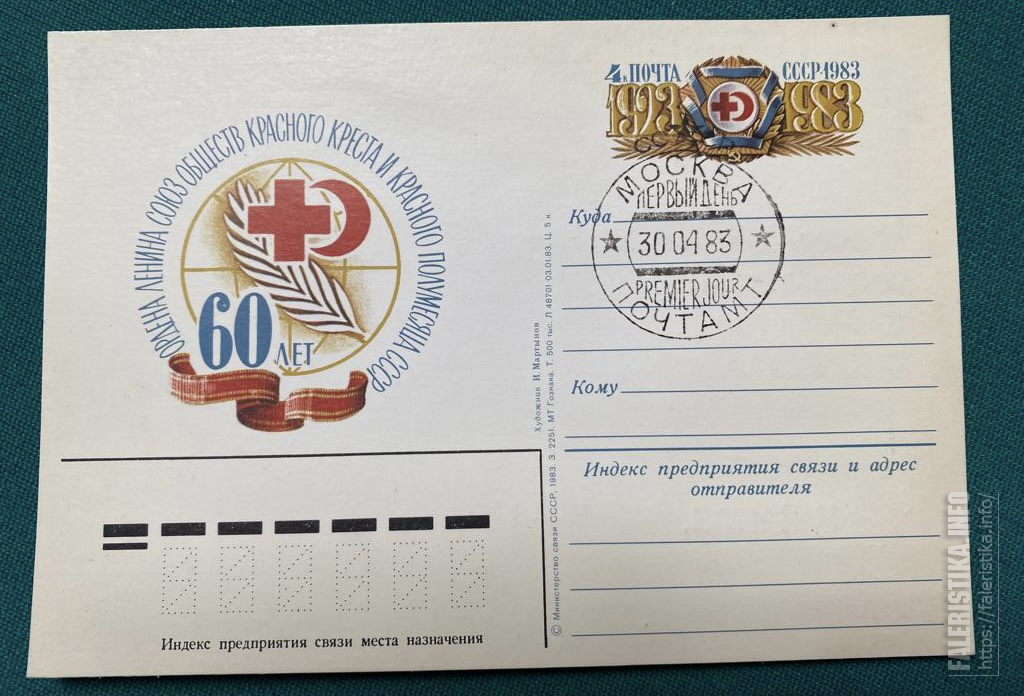 ОРДЕНА ЛЕНИНА СОЮЗ ОБЩЕСТВ КРАСНОГО КРЕСТА И КРАСНОГО ПОЛУМЕСЯЦА СССР
60 ЛЕТ
4к ПОЧТА СССР·1983
1923 1983
МОСКВА
ПЕРВЫЙ ДЕНЬ
30 04 83
PREMIER JOUR
ПОЧТАМТ
Куда
Кому
Индекс предприятия связи и адрес
отправителя
Художник И. Мартынов
© Министерство связи СССР, 1983. З. 2251. МТ Гознака. Т. 500 тыс. Л 48701 03.01.83. Ц. 5 к.
Индекс предприятия связи места назначения
FALERISTIKA.INFO
https://faleristika.info/